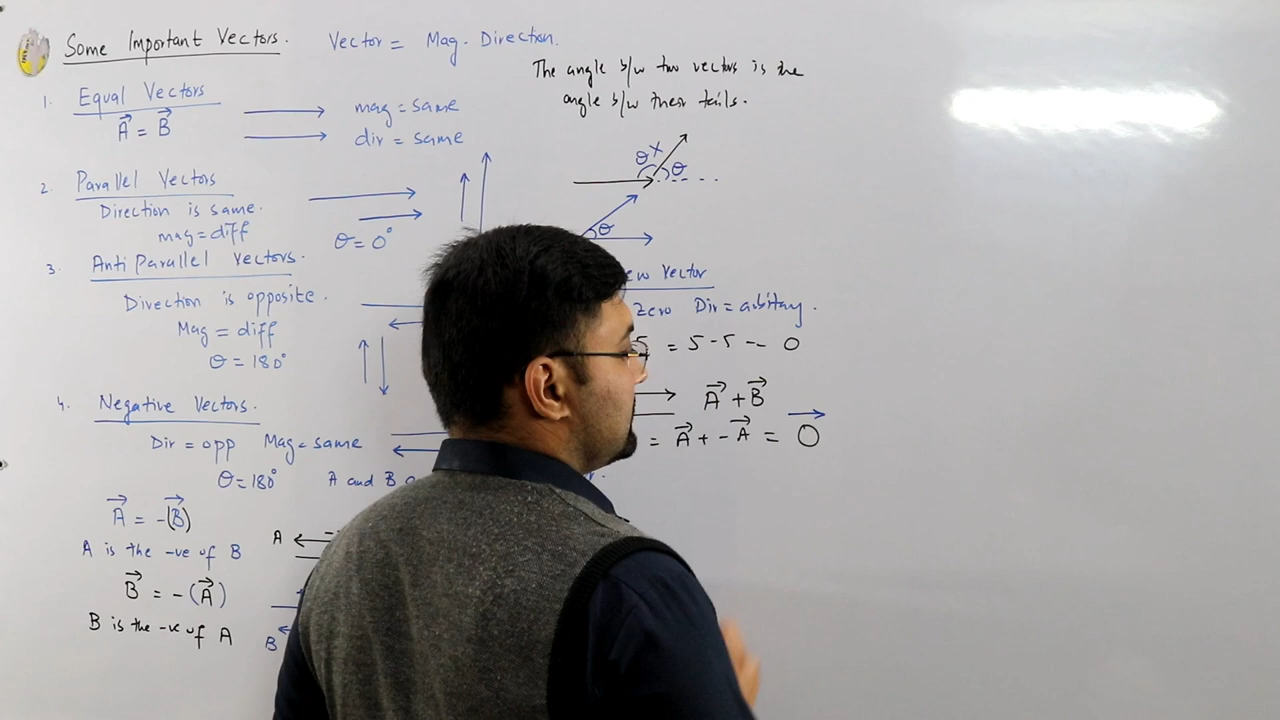 Some Important Vectors.
Vector = Mag. Direction.
The angle b/w two vectors is the
angle b/w their tails.
1. Equal Vectors
A⃗ = B⃗
mag = same
dir = same
2. Parallel Vectors
Direction is same.
mag = diff
θ = 0°
θ X θ
θ
3. Anti Parallel Vectors.
Direction is opposite.
Mag = diff
θ = 180°
Vector
zero Dir = arbitary.
5 = 5 - 5 = 0
A⃗ + B⃗
= A⃗ + - A⃗ = 0⃗
4. Negative Vectors.
Dir = opp Mag = same
θ = 180° A and B
A⃗ = -(B⃗)
A is the -ve of B
B⃗ = -(A⃗)
B is the -ve of A
A
B